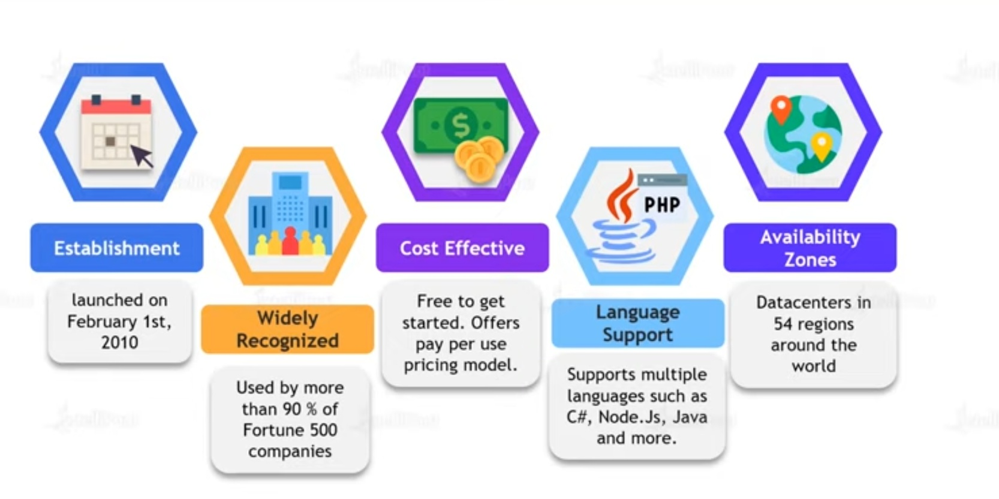 Establishment
launched on
February 1st,
2010
Widely
Recognized
Used by more
than 90 % of
Fortune 500
companies
Cost Effective
Free to get
started. Offers
pay per use
pricing model.
PHP
Language
Support
Supports multiple
languages such as
C#, Node.Js, Java
and more.
Availability
Zones
Datacenters in
54 regions
around the
world